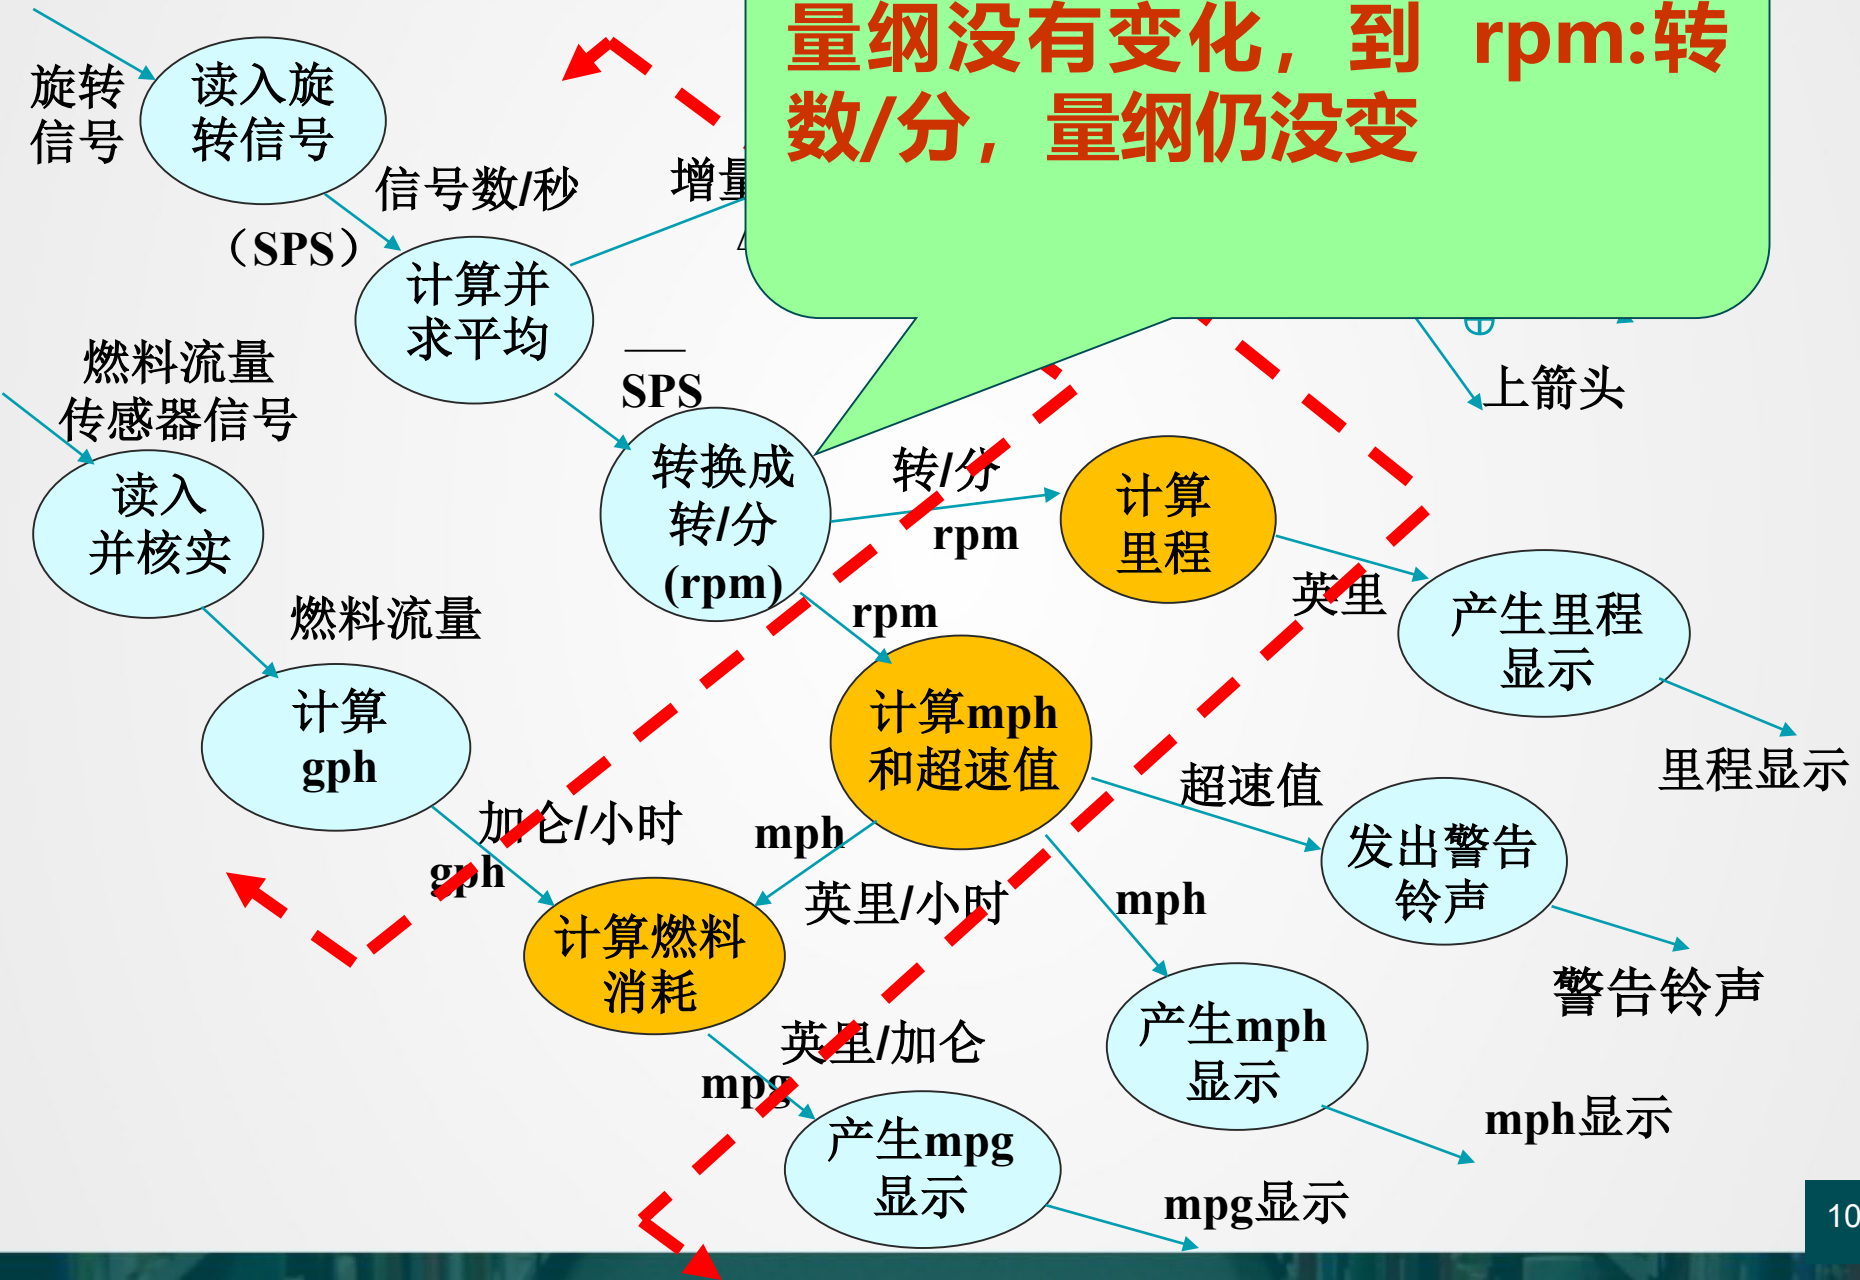 量纲没有变化，到 rpm:转
数/分，量纲仍没变
旋转
信号
读入旋
转信号
信号数/秒
（SPS）
增量
计算并
求平均
燃料流量
传感器信号
SPS
上箭头
读入
并核实
转换成
转/分
(rpm)
转/分
rpm
计算
里程
英里
产生里程
显示
里程显示
燃料流量
rpm
计算
gph
计算mph
和超速值
加仑/小时
gph
mph
英里/小时
超速值
mph
发出警告
铃声
警告铃声
计算燃料
消耗
英里/加仑
mpg
产生mph
显示
mph显示
产生mpg
显示
mpg显示
10